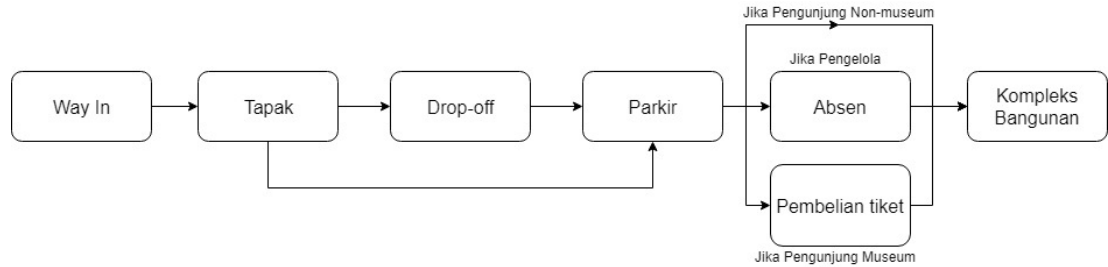 Jika Pengunjung Non-museum
Jika Pengelola
Way In
Tapak
Drop-off
Parkir
Absen
Kompleks
Bangunan
Pembelian tiket
Jika Pengunjung Museum